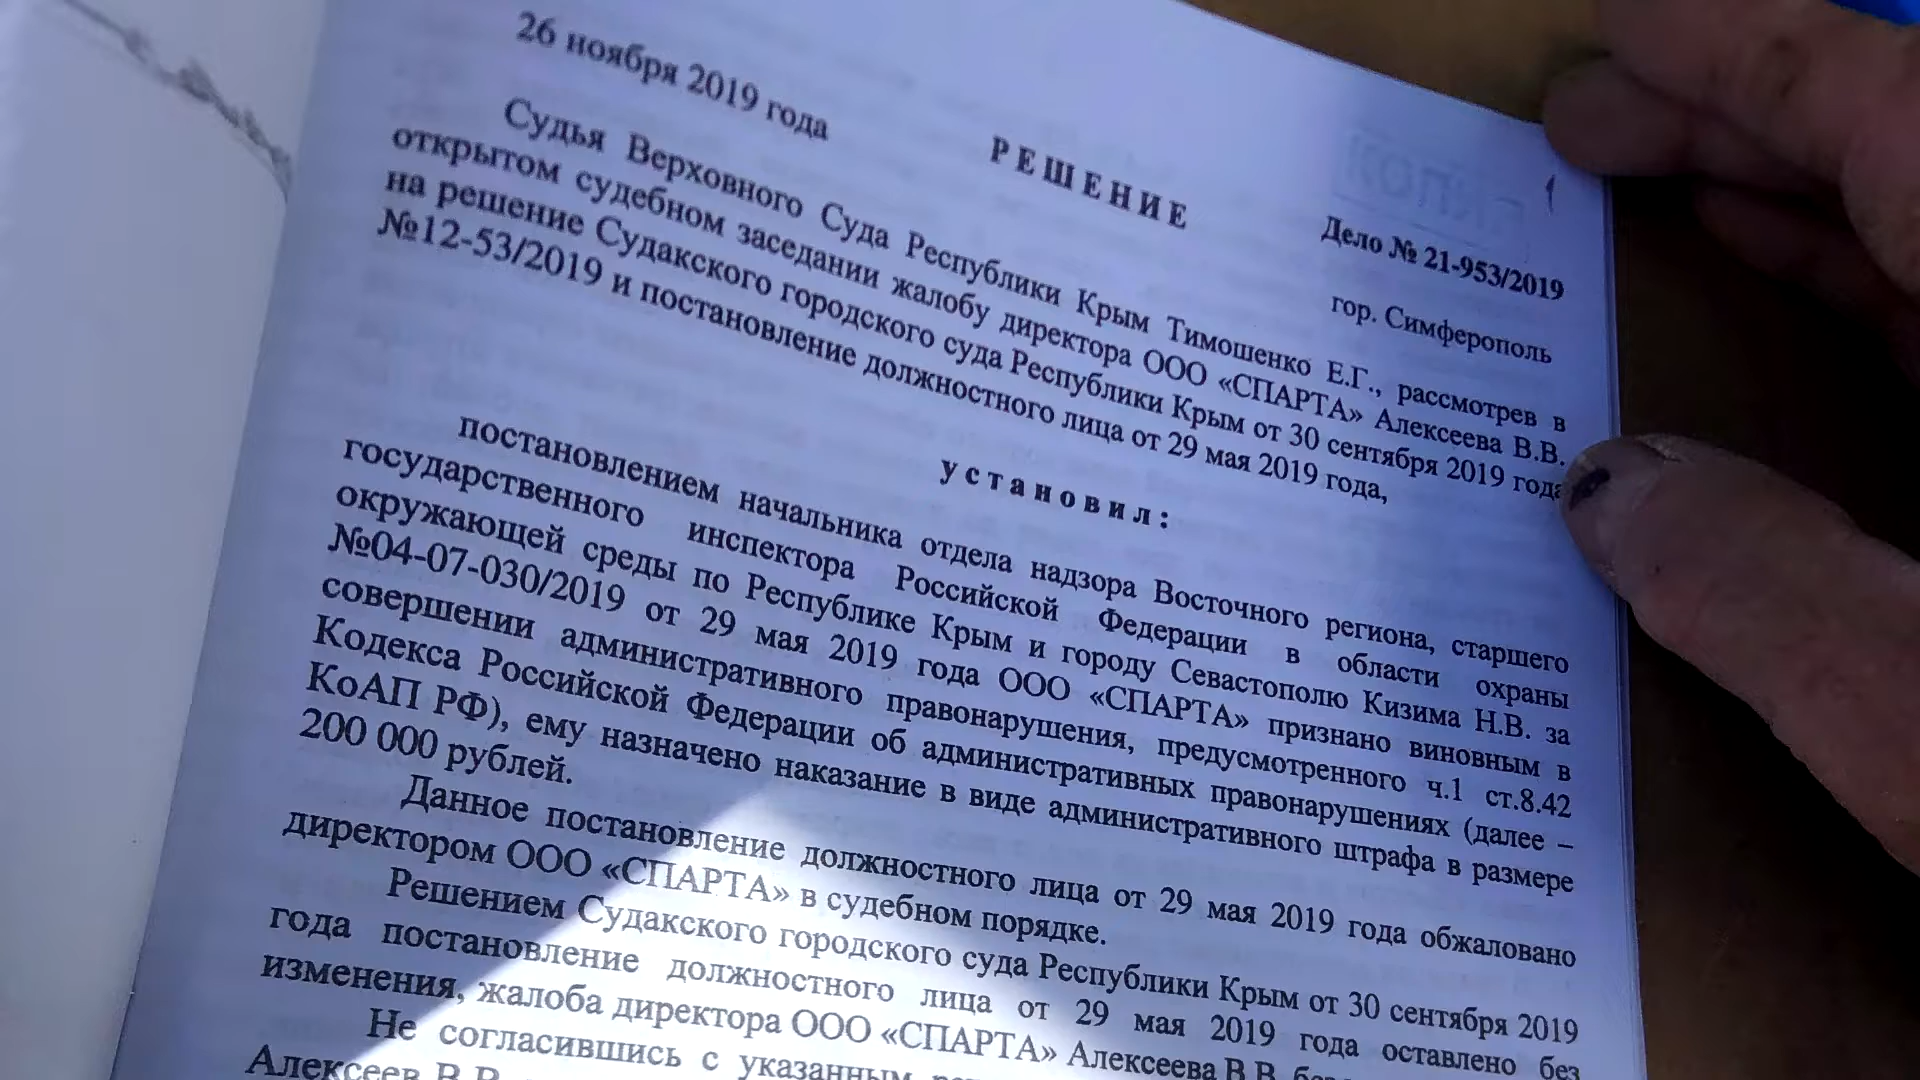 26 ноября 2019 года
РЕШЕНИЕ
Дело № 21-953/2019
гор. Симферополь
Судья Верховного Суда Республики Крым Тимошенко Е.Г., рассмотрев в
открытом судебном заседании жалобу директора ООО «СПАРТА» Алексеева В.В.
на решение Судакского городского суда Республики Крым от 30 сентября 2019 года
№12-53/2019 и постановление должностного лица от 29 мая 2019 года,
установил:
постановлением начальника отдела надзора Восточного региона, старшего
государственного инспектора Российской Федерации в области охраны
окружающей среды по Республике Крым и городу Севастополю Кизима Н.В. за
№04-07-030/2019 от 29 мая 2019 года ООО «СПАРТА» признано виновным в
совершении административного правонарушения, предусмотренного ч.1 ст.8.42
Кодекса Российской Федерации об административных правонарушениях (далее –
КоАП РФ), ему назначено наказание в виде административного штрафа в размере
200 000 рублей.
Данное постановление должностного лица от 29 мая 2019 года обжаловано
директором ООО «СПАРТА» в судебном порядке.
Решением Судакского городского суда Республики Крым от 30 сентября 2019
года постановление должностного лица от 29 мая 2019 года оставлено без
изменения, жалоба директора ООО «СПАРТА» Алексеева В.В.
Не согласившись с указанным
Алексеев В.В.